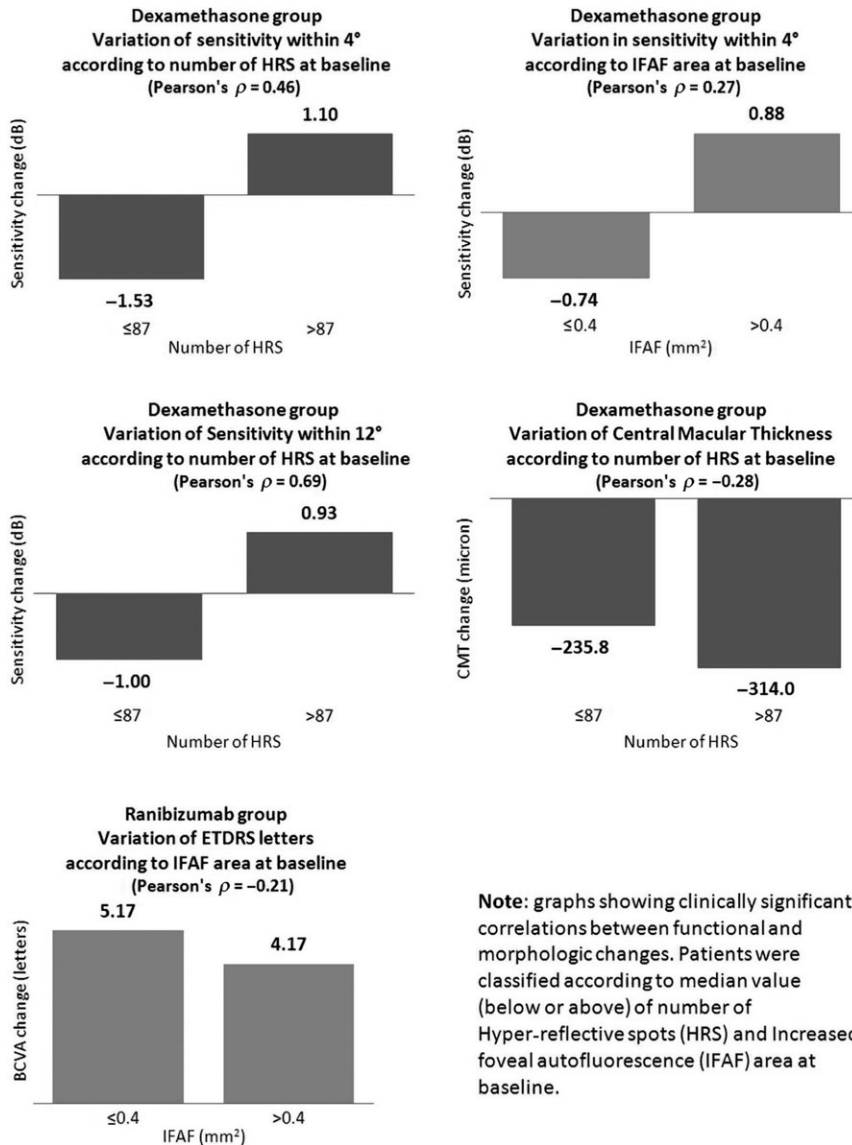 Dexamethasone group
Variation of sensitivity within 4°
according to number of HRS at baseline
(Pearson's ρ = 0.46)
Sensitivity change (dB)
1.10
−1.53
≤87 >87
Number of HRS
Dexamethasone group
Variation in sensitivity within 4°
according to IFAF area at baseline
(Pearson's ρ = 0.27)
Sensitivity change (dB)
0.88
−0.74
≤0.4 >0.4
IFAF (mm²)
Dexamethasone group
Variation of Sensitivity within 12°
according to number of HRS at baseline
(Pearson's ρ = 0.69)
Sensitivity change (dB)
0.93
−1.00
≤87 >87
Number of HRS
Dexamethasone group
Variation of Central Macular Thickness
according to number of HRS at baseline
(Pearson's ρ = −0.28)
CMT change (micron)
−235.8
−314.0
≤87 >87
Number of HRS
Ranibizumab group
Variation of ETDRS letters
according to IFAF area at baseline
(Pearson's ρ = −0.21)
BCVA change (letters)
5.17
4.17
≤0.4 >0.4
IFAF (mm²)
Note: graphs showing clinically significant
correlations between functional and
morphologic changes. Patients were
classified according to median value
(below or above) of number of
Hyper-reflective spots (HRS) and Increased
foveal autofluorescence (IFAF) area at
baseline.